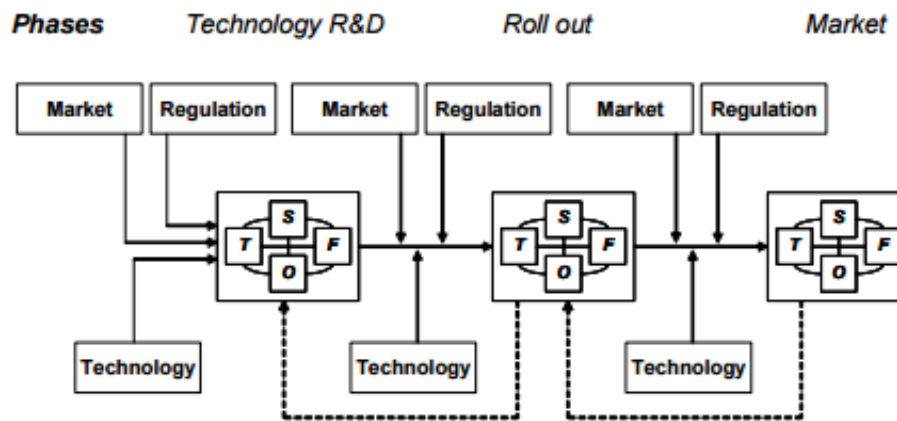 Phases Technology R&D Roll out Market
Market Regulation Market Regulation Market Regulation
S S S
T F T F T F
O O O
Technology Technology Technology